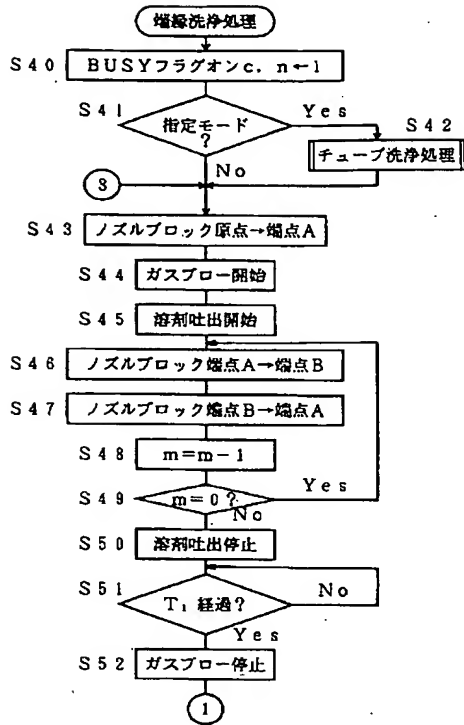 端縁洗浄処理
S40 BUSYフラグオンc,n←1
S41 指定モード?
Yes
S42
チューブ洗浄処理
No
3
S43 ノズルブロック原点→端点A
S44 ガスブロー開始
S45 溶剤吐出開始
S46 ノズルブロック端点A→端点B
S47 ノズルブロック端点B→端点A
S48 m=m-1
S49 m=0?
Yes
No
S50 溶剤吐出停止
S51 T₁経過?
No
Yes
S52 ガスブロー停止
1